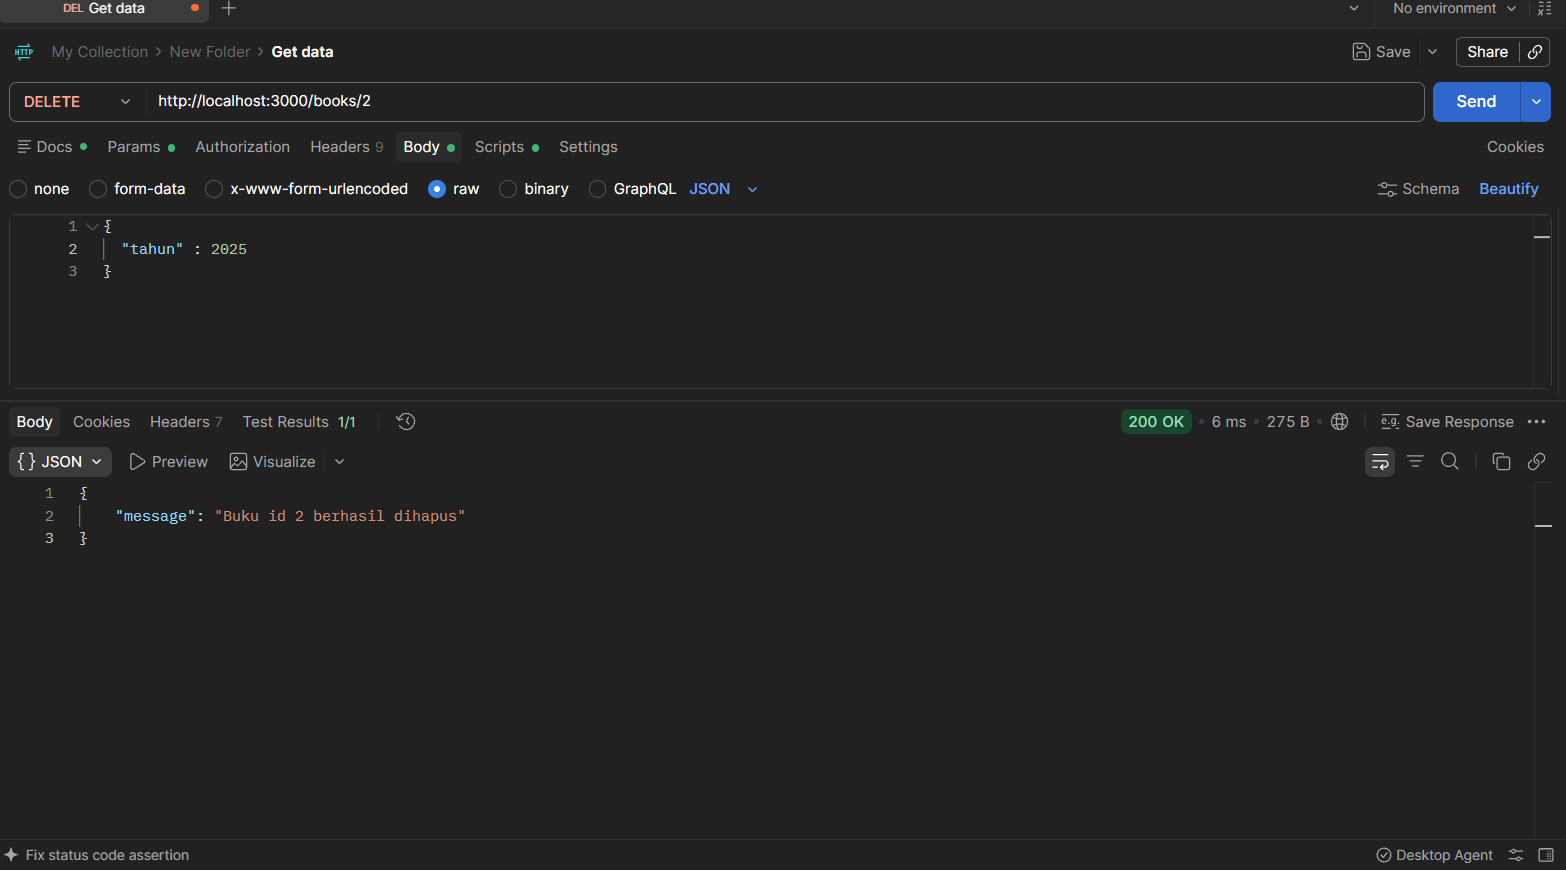 DEL Get data
No environment
HTTP My Collection > New Folder > Get data
Save
Share
DELETE
http://localhost:3000/books/2
Send
Docs
Params
Authorization
Headers 9
Body
Scripts
Settings
Cookies
none
form-data
x-www-form-urlencoded
raw
binary
GraphQL
JSON
Schema
Beautify
1 {
2 "tahun" : 2025
3 }
Body
Cookies
Headers 7
Test Results 1/1
200 OK
6 ms
275 B
e.g. Save Response
{ } JSON
Preview
Visualize
1 {
2 "message": "Buku id 2 berhasil dihapus"
3 }
Fix status code assertion
Desktop Agent